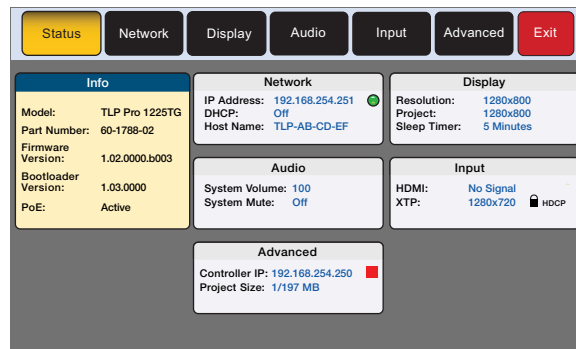 Status Network Display Audio Input Advanced Exit
Info
Model: TLP Pro 1225TG
Part Number: 60-1788-02
Firmware
Version: 1.02.0000.b003
Bootloader
Version: 1.03.0000
PoE: Active
Network
IP Address: 192.168.254.251
DHCP: Off
Host Name: TLP-AB-CD-EF
Display
Resolution: 1280x800
Project: 1280x800
Sleep Timer: 5 Minutes
Audio
System Volume: 100
System Mute: Off
Input
HDMI: No Signal
XTP: 1280x720 HDCP
Advanced
Controller IP: 192.168.254.250
Project Size: 1/197 MB